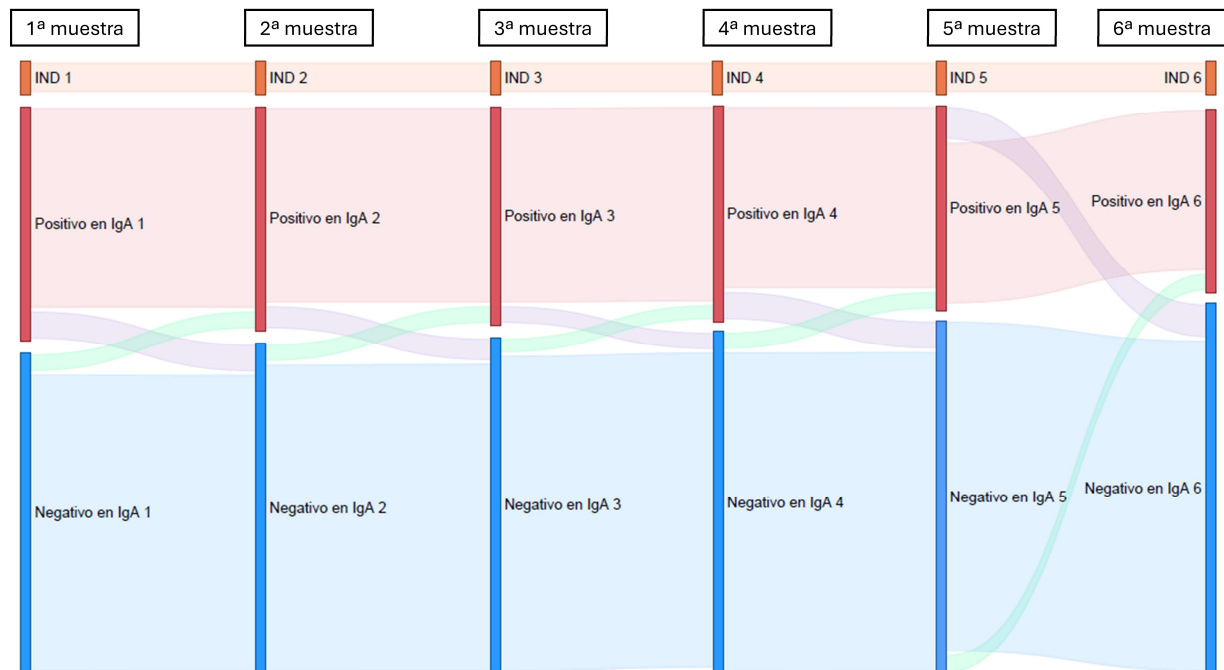 1ª muestra
2ª muestra
3ª muestra
4ª muestra
5ª muestra
6ª muestra
IND 1
IND 2
IND 3
IND 4
IND 5
IND 6
Positivo en IgA 1
Positivo en IgA 2
Positivo en IgA 3
Positivo en IgA 4
Positivo en IgA 5
Positivo en IgA 6
Negativo en IgA 1
Negativo en IgA 2
Negativo en IgA 3
Negativo en IgA 4
Negativo en IgA 5
Negativo en IgA 6